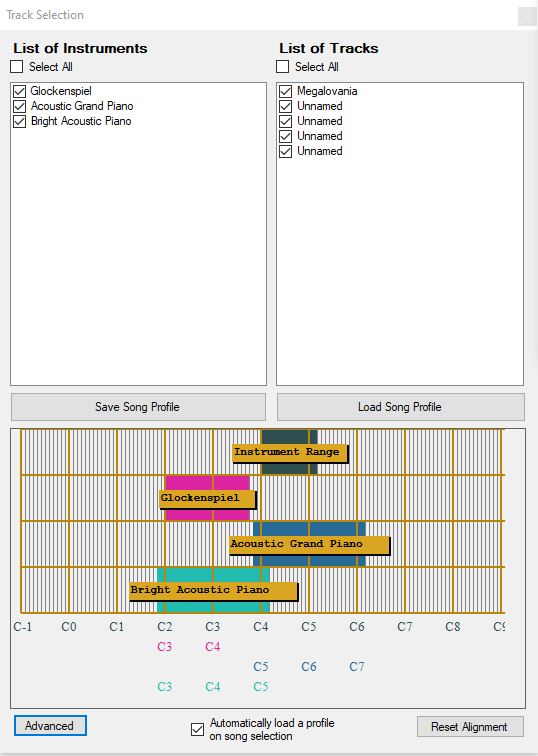 Track Selection
List of Instruments
Select All
Glockenspiel
Acoustic Grand Piano
Bright Acoustic Piano
List of Tracks
Select All
Megalovania
Unnamed
Unnamed
Unnamed
Unnamed
Save Song Profile
Load Song Profile
Instrument Range
Glockenspiel
Acoustic Grand Piano
Bright Acoustic Piano
C-1 C0 C1 C2 C3 C4 C5 C6 C7 C8 C9
C3 C4
C5 C6 C7
C3 C4 C5
Advanced
Automatically load a profile
on song selection
Reset Alignment